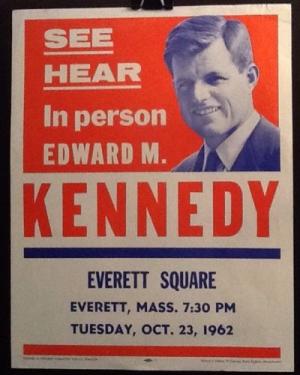 SEE
HEAR
In person
EDWARD M.
KENNEDY
EVERETT SQUARE
EVERETT, MASS. 7:30 PM
TUESDAY, OCT. 23, 1962